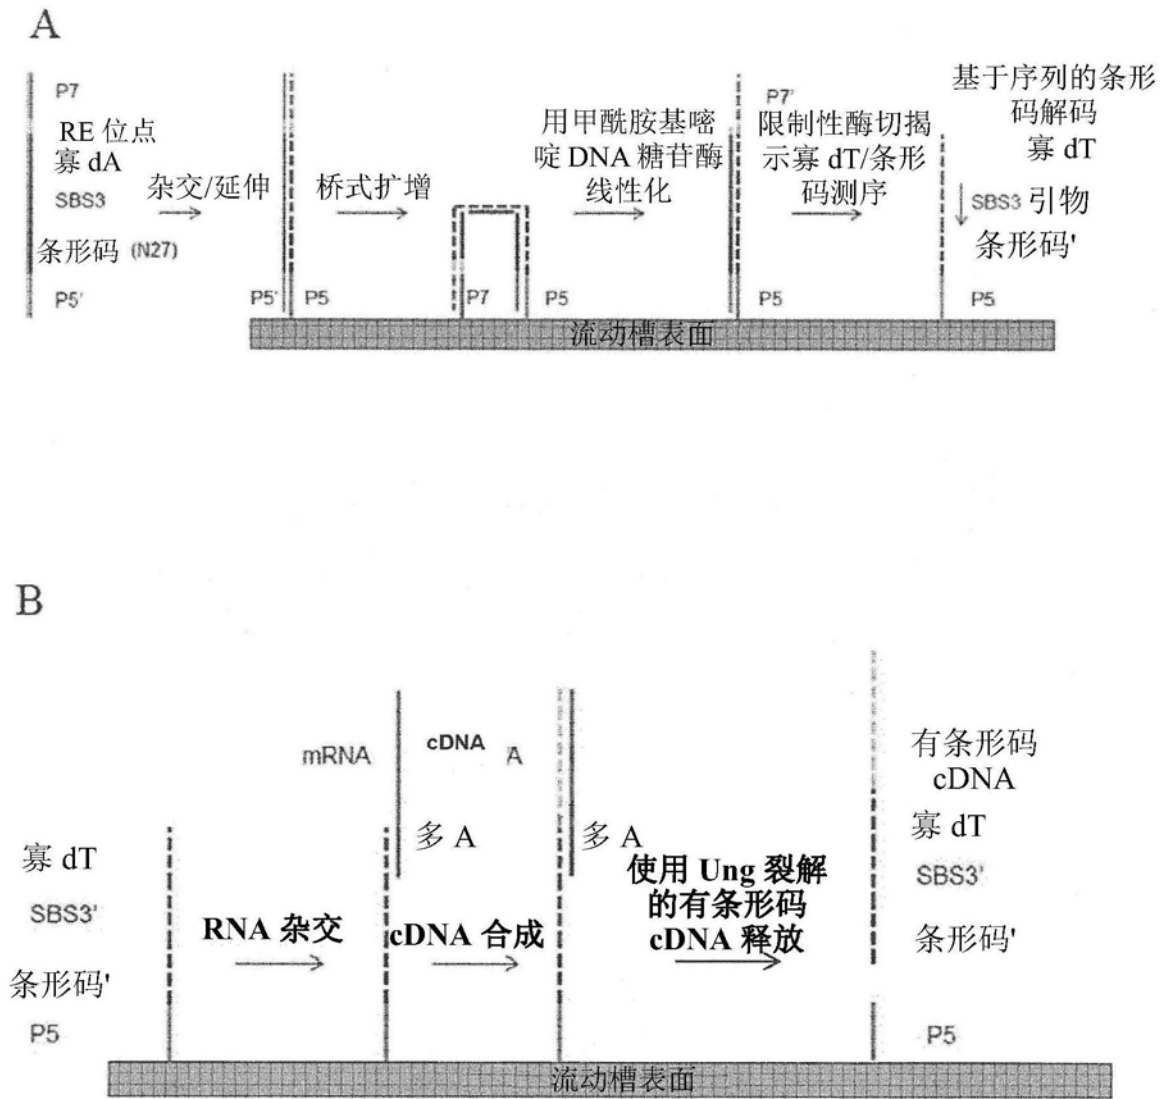 A
P7
RE 位点
寡 dA
SBS3
条形码 (N27)
P5'
杂交/延伸
P5'
P5
桥式扩增
P7
P5
用甲酰胺基嘧
啶 DNA 糖苷酶
线性化
P7'
限制性酶切揭
示寡 dT/条形
码测序
P5
基于序列的条形
码解码
寡 dT
SBS3 引物
条形码'
P5
流动槽表面
B
寡 dT
SBS3'
条形码'
P5
RNA 杂交
mRNA
多 A
cDNA
A
cDNA 合成
多 A
使用 Ung 裂解
的有条形码
cDNA 释放
有条形码
cDNA
寡 dT
SBS3'
条形码'
P5
流动槽表面